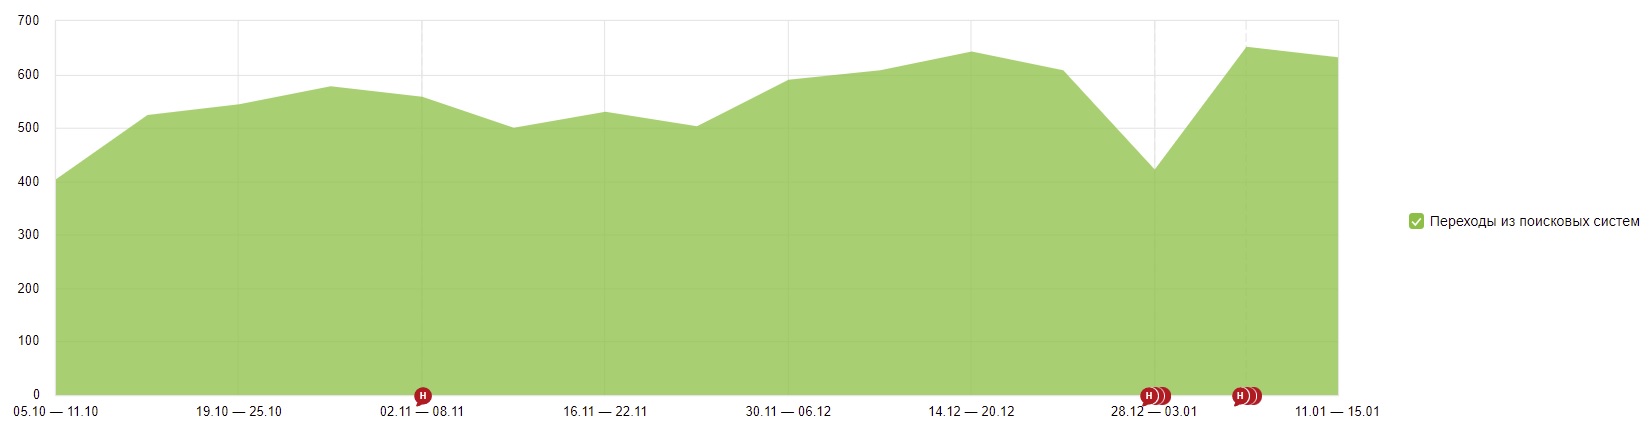 700
600
500
400
300
200
100
0
05.10 — 11.10 19.10 — 25.10 02.11 — 08.11 16.11 — 22.11 30.11 — 06.12 14.12 — 20.12 28.12 — 03.01 11.01 — 15.01
Н Н Н
Переходы из поисковых систем